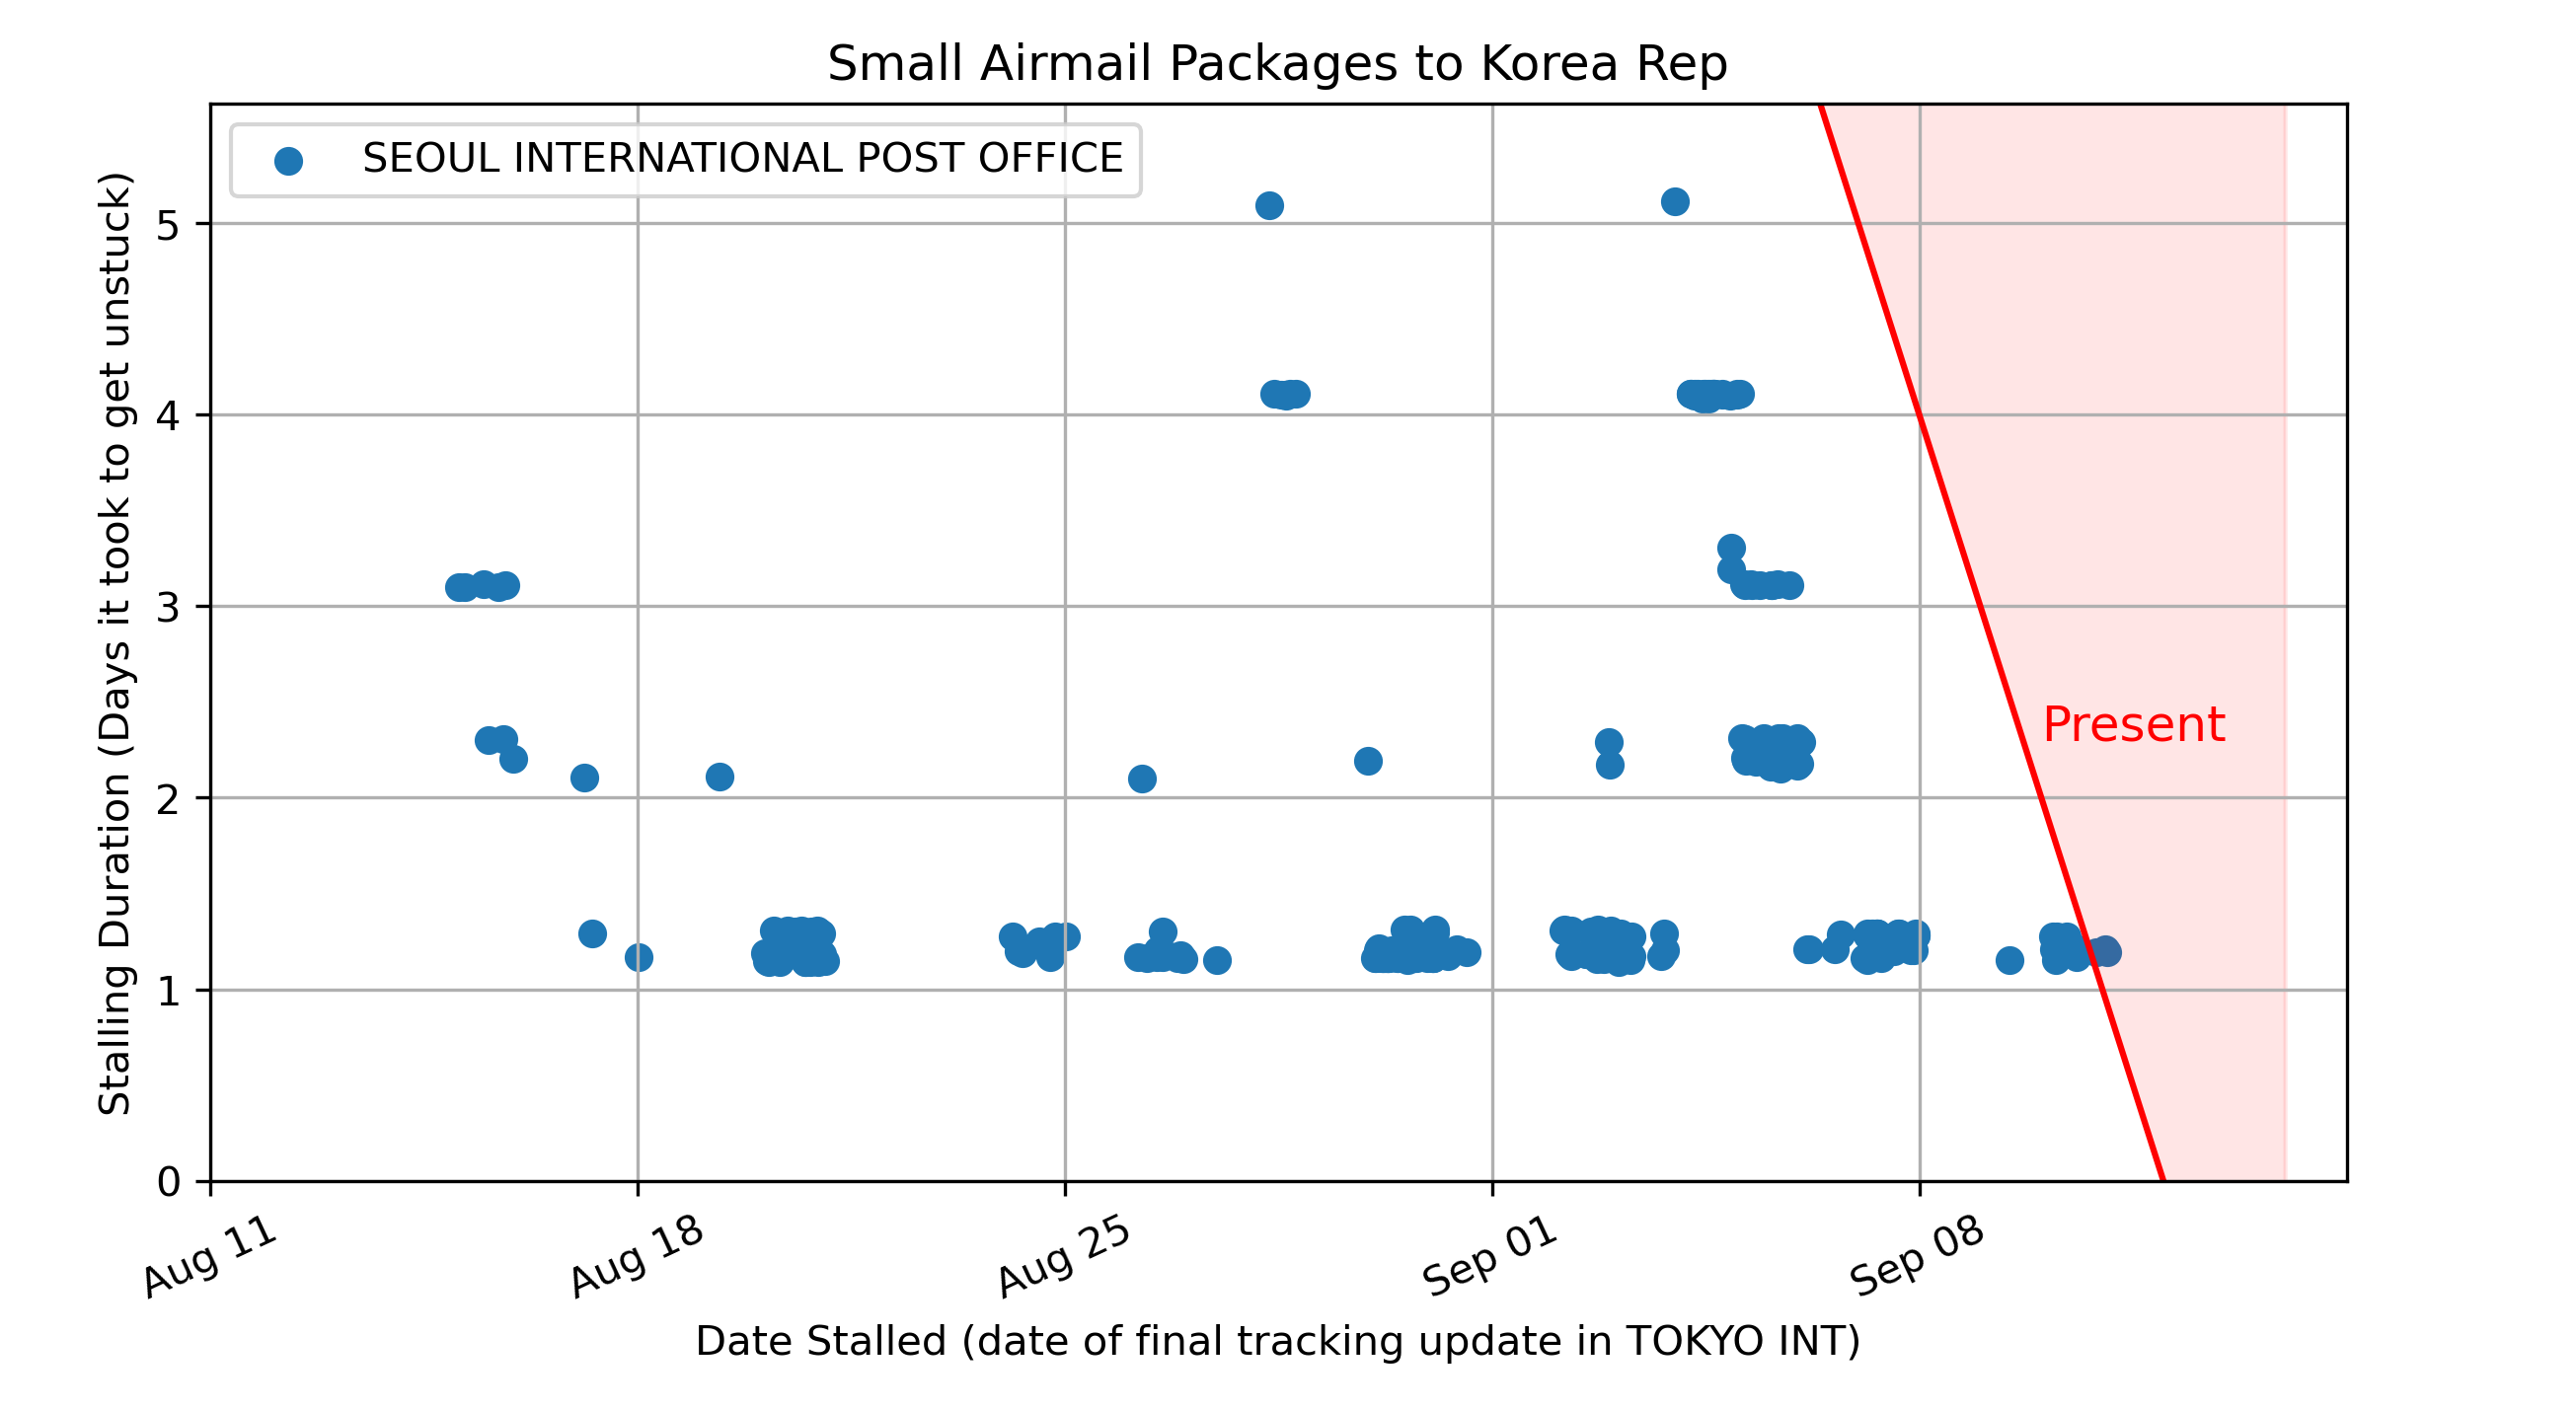 Small Airmail Packages to Korea Rep
SEOUL INTERNATIONAL POST OFFICE
Stalling Duration (Days it took to get unstuck)
5
4
3
2
1
0
Present
Aug 11
Aug 18
Aug 25
Sep 01
Sep 08
Date Stalled (date of final tracking update in TOKYO INT)